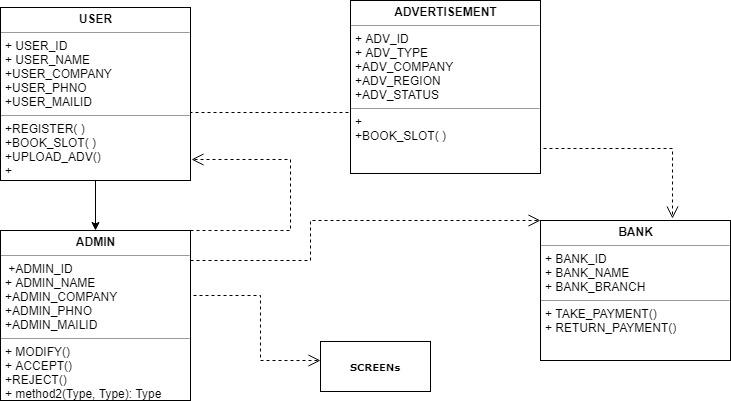 USER
+ USER_ID
+ USER_NAME
+USER_COMPANY
+USER_PHNO
+USER_MAILID
+REGISTER( )
+BOOK_SLOT( )
+UPLOAD_ADV()
+
ADVERTISEMENT
+ ADV_ID
+ ADV_TYPE
+ADV_COMPANY
+ADV_REGION
+ADV_STATUS
+
+BOOK_SLOT( )
ADMIN
+ADMIN_ID
+ ADMIN_NAME
+ADMIN_COMPANY
+ADMIN_PHNO
+ADMIN_MAILID
+ MODIFY()
+ ACCEPT()
+REJECT()
+ method2(Type, Type): Type
BANK
+ BANK_ID
+ BANK_NAME
+ BANK_BRANCH
+ TAKE_PAYMENT()
+ RETURN_PAYMENT()
SCREENs